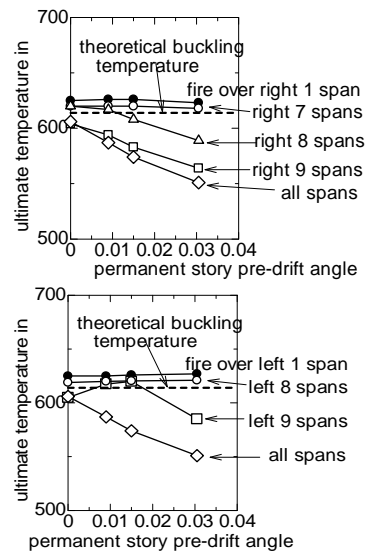 700
theoretical buckling
temperature
fire over right 1 span
right 7 spans
600
right 8 spans
right 9 spans
all spans
500
0 0.01 0.02 0.03 0.04
permanent story pre-drift angle
ultimate temperature in
700
theoretical buckling
temperature
fire over left 1 span
left 8 spans
600
left 9 spans
all spans
500
0 0.01 0.02 0.03 0.04
permanent story pre-drift angle
ultimate temperature in